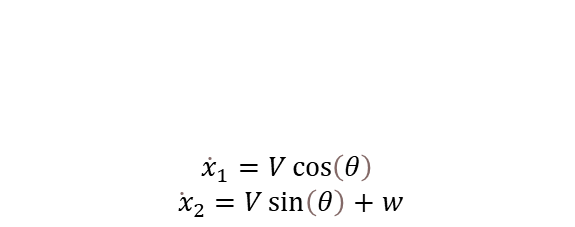 ẋ₁ = V cos(θ)
ẋ₂ = V sin(θ) + w